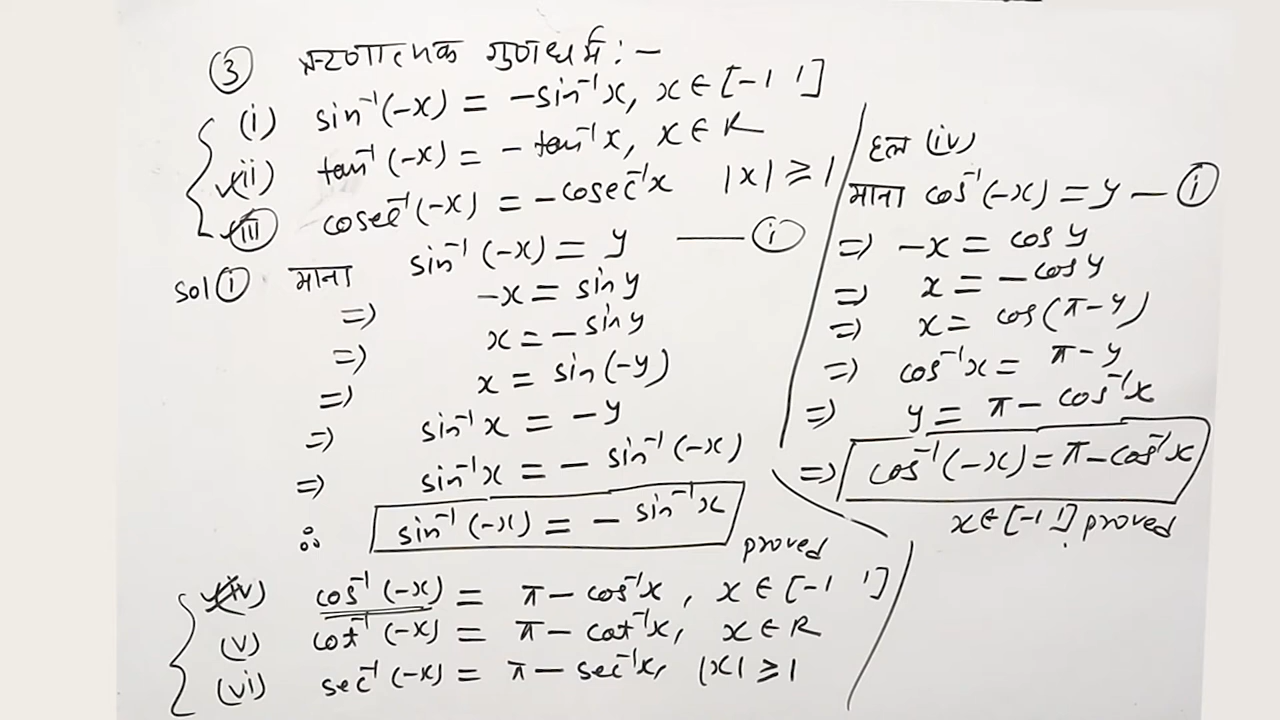 ③ ऋणात्मक गुणधर्म :-
(i) sin⁻¹(-x) = -sin⁻¹x, x ∈ [-1 1]
(ii) tan⁻¹(-x) = - tan⁻¹x, x ∈ R
(iii) cosec⁻¹(-x) = -cosec⁻¹x |x| ≥ 1
sol ① माना sin⁻¹(-x) = y —— ①
=> -x = sin y
=> x = - sin y
=> x = sin(-y)
=> sin⁻¹x = -y
=> sin⁻¹x = - sin⁻¹(-x)
∴ sin⁻¹(-x) = - sin⁻¹x
proved
(iv) cos⁻¹(-x) = π - cos⁻¹x, x ∈ [-1 1]
(v) cot⁻¹(-x) = π - cot⁻¹x, x ∈ R
(vi) sec⁻¹(-x) = π - sec⁻¹x, |x| ≥ 1
हल (iv)
माना cos⁻¹(-x) = y — ①
=> -x = cos y
=> x = -cos y
=> x = cos(π-y)
=> cos⁻¹x = π-y
=> y = π - cos⁻¹x
=> cos⁻¹(-x) = π-cos⁻¹x
x ∈ [-1 1] proved